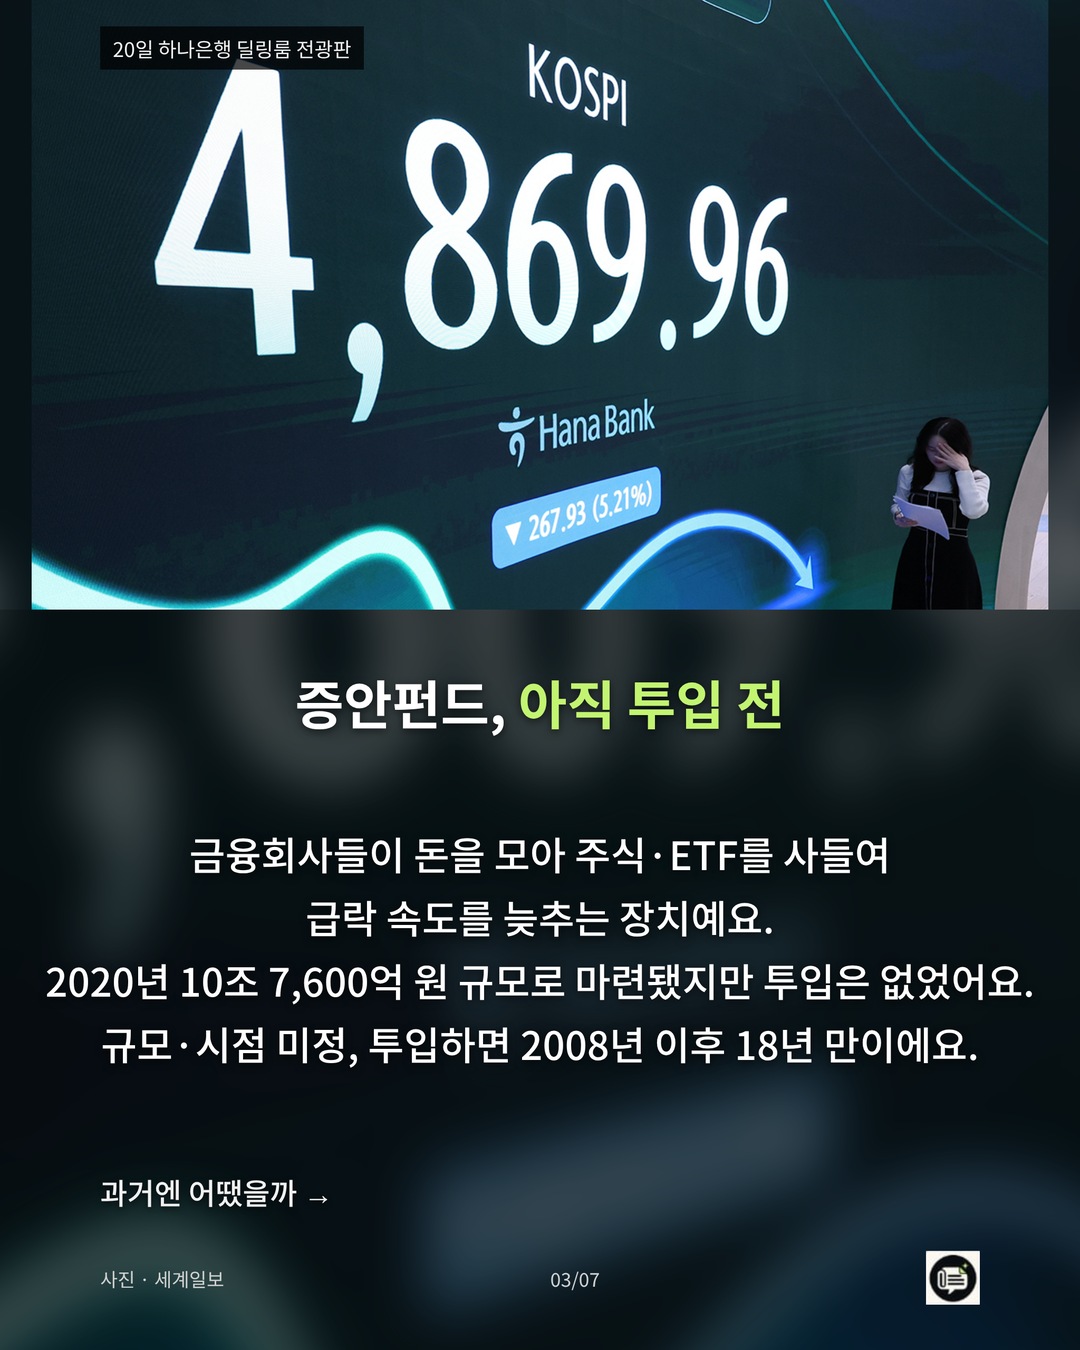 20일 하나은행 딜링룸 전광판
KOSPI
4,869.96
Hana Bank
▼ 267.93 (5.21%)
증안펀드, 아직 투입 전
금융회사들이 돈을 모아 주식·ETF를 사들여
급락 속도를 늦추는 장치예요.
2020년 10조 7,600억 원 규모로 마련됐지만 투입은 없었어요.
규모·시점 미정, 투입하면 2008년 이후 18년 만이에요.
과거엔 어땠을까 →
사진 · 세계일보
03/07